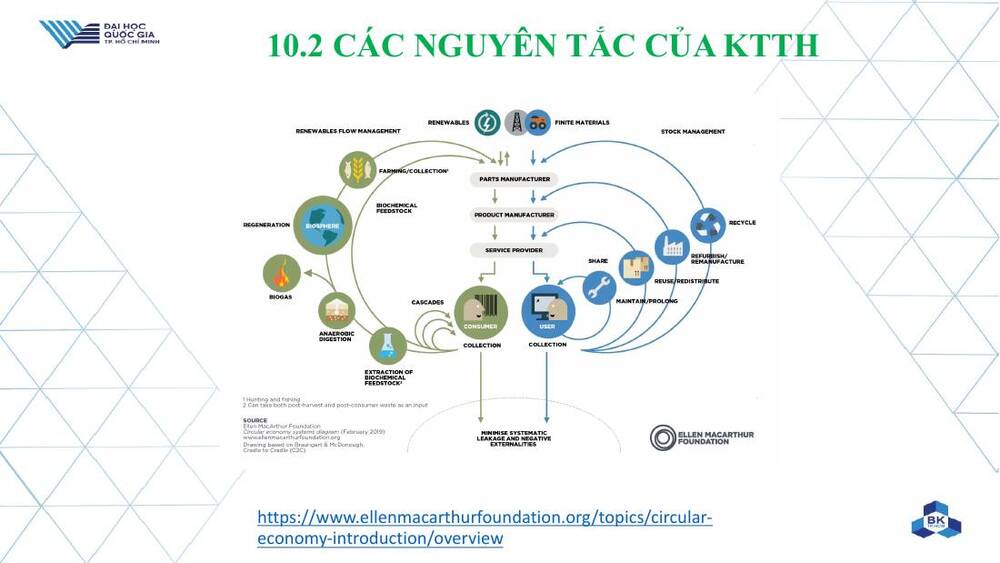 ĐẠI HỌC
QUỐC GIA
TP. HỒ CHÍ MINH
10.2 CÁC NGUYÊN TẮC CỦA KTTH
RENEWABLES
FINITE MATERIALS
RENEWABLES FLOW MANAGEMENT
STOCK MANAGEMENT
FARMING/COLLECTION¹
PARTS MANUFACTURER
BIOCHEMICAL
FEEDSTOCK
PRODUCT MANUFACTURER
REGENERATION
BIOSPHERE
RECYCLE
SERVICE PROVIDER
SHARE
REFURBISH/
REMANUFACTURE
REUSE/REDISTRIBUTE
BIOGAS
CASCADES
MAINTAIN/PROLONG
CONSUMER
USER
ANAEROBIC
DIGESTION
COLLECTION
COLLECTION
EXTRACTION OF
BIOCHEMICAL
FEEDSTOCK²
1 Hunting and fishing
2 Can take both post-harvest and post-consumer waste as an input
SOURCE
Ellen MacArthur Foundation
Circular economy systems diagram (February 2019)
www.ellenmacarthurfoundation.org
Drawing based on Braungart & McDonough,
Cradle to Cradle (C2C)
MINIMISE SYSTEMATIC
LEAKAGE AND NEGATIVE
EXTERNALITIES
ELLEN MACARTHUR
FOUNDATION
https://www.ellenmacarthurfoundation.org/topics/circular-
economy-introduction/overview
BK